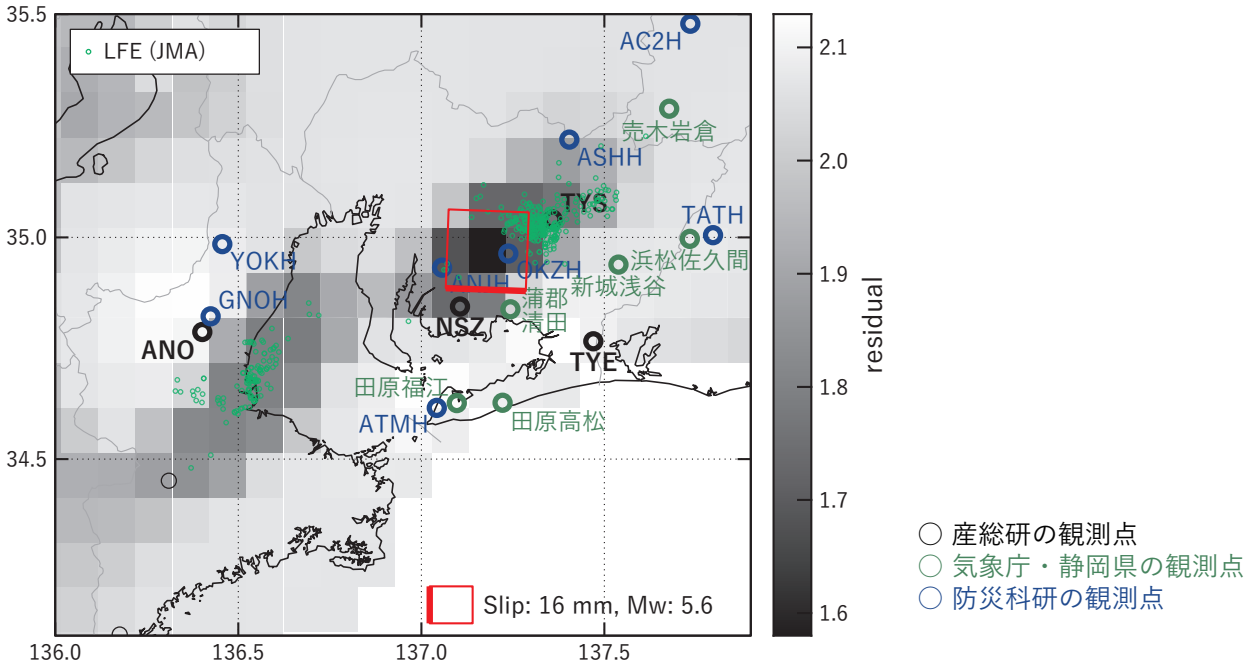 35.5
35.0
34.5
136.0
136.5
137.0
137.5
LFE (JMA)
AC2H
売木岩倉
ASHH
TYS
TATH
YOKH
OKZH
浜松佐久間
ANJH
新城浅谷
GNOH
蒲郡
清田
NSZ
ANO
TYE
田原福江
ATMH
田原高松
Slip: 16 mm, Mw: 5.6
2.1
2.0
1.9
1.8
1.7
1.6
residual
産総研の観測点
気象庁・静岡県の観測点
防災科研の観測点